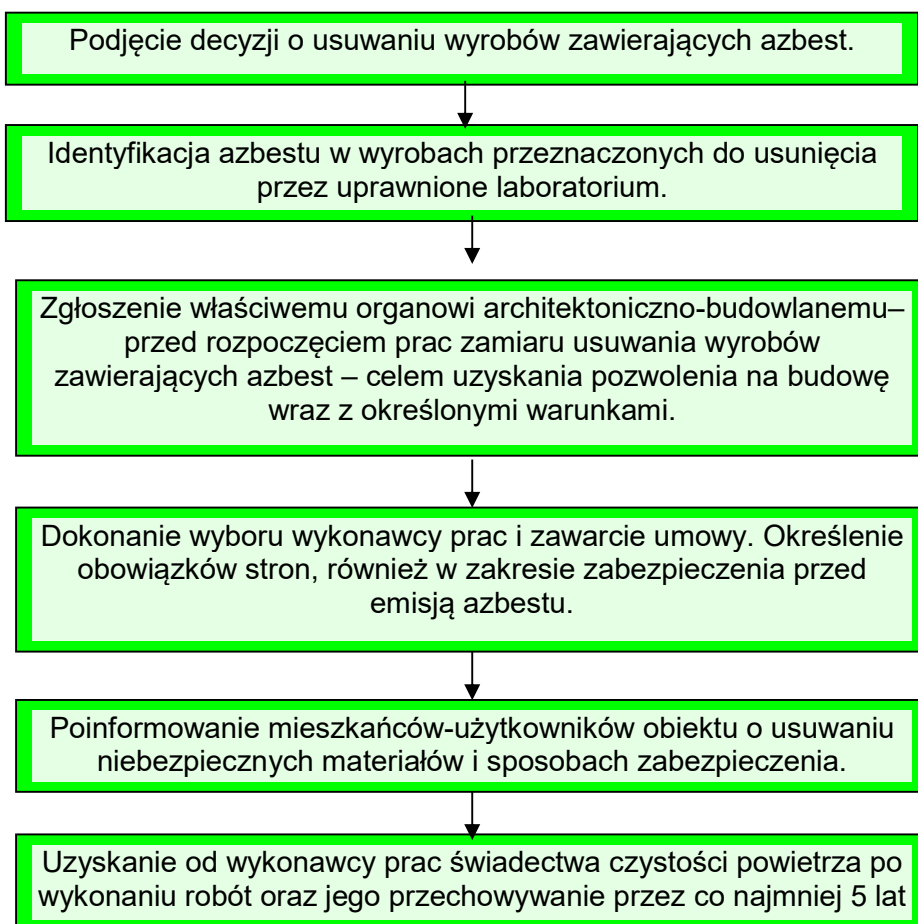 Podjęcie decyzji o usuwaniu wyrobów zawierających azbest.
Identyfikacja azbestu w wyrobach przeznaczonych do usunięcia
przez uprawnione laboratorium.
Zgłoszenie właściwemu organowi architektoniczno-budowlanemu–
przed rozpoczęciem prac zamiaru usuwania wyrobów
zawierających azbest – celem uzyskania pozwolenia na budowę
wraz z określonymi warunkami.
Dokonanie wyboru wykonawcy prac i zawarcie umowy. Określenie
obowiązków stron, również w zakresie zabezpieczenia przed
emisją azbestu.
Poinformowanie mieszkańców-użytkowników obiektu o usuwaniu
niebezpiecznych materiałów i sposobach zabezpieczenia.
Uzyskanie od wykonawcy prac świadectwa czystości powietrza po
wykonaniu robót oraz jego przechowywanie przez co najmniej 5 lat